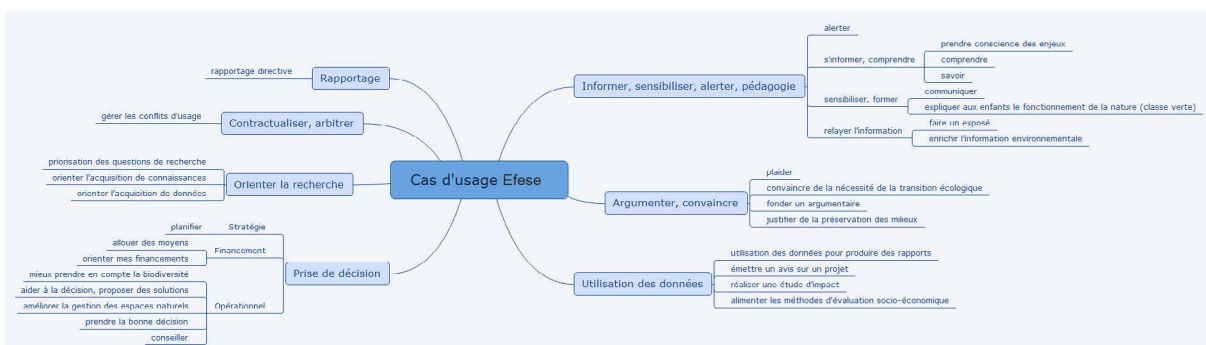 Cas d'usage Efese
Rapportage
rapportage directive
Contractualiser, arbitrer
gérer les conflits d'usage
Orienter la recherche
priorisation des questions de recherche
orienter l'acquisition de connaissances
orienter l'acquisition de données
Prise de décision
Stratégie
planifier
Financement
allouer des moyens
orienter mes financements
Opérationnel
mieux prendre en compte la biodiversité
aider à la décision, proposer des solutions
améliorer la gestion des espaces naturels
prendre la bonne décision
conseiller
Informer, sensibiliser, alerter, pédagogie
alerter
s'informer, comprendre
prendre conscience des enjeux
comprendre
savoir
sensibiliser, former
communiquer
expliquer aux enfants le fonctionnement de la nature (classe verte)
relayer l'information
faire un exposé
enrichir l'information environnementale
Argumenter, convaincre
plaider
convaincre de la nécessité de la transition écologique
fonder un argumentaire
justifier de la préservation des milieux
Utilisation des données
utilisation des données pour produire des rapports
émettre un avis sur un projet
réaliser une étude d'impact
alimenter les méthodes d'évaluation socio-économique